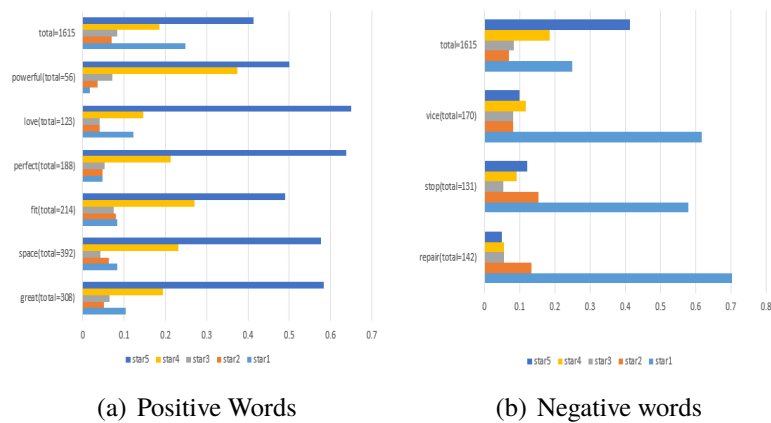 total=1615
powerful(total=56)
love(total=123)
perfect(total=188)
fit(total=214)
space(total=392)
great(total=308)
0 0.1 0.2 0.3 0.4 0.5 0.6 0.7
star5 star4 star3 star2 star1
(a) Positive Words
total=1615
vice(total=170)
stop(total=131)
repair(total=142)
0 0.1 0.2 0.3 0.4 0.5 0.6 0.7 0.8
star5 star4 star3 star2 star1
(b) Negative words